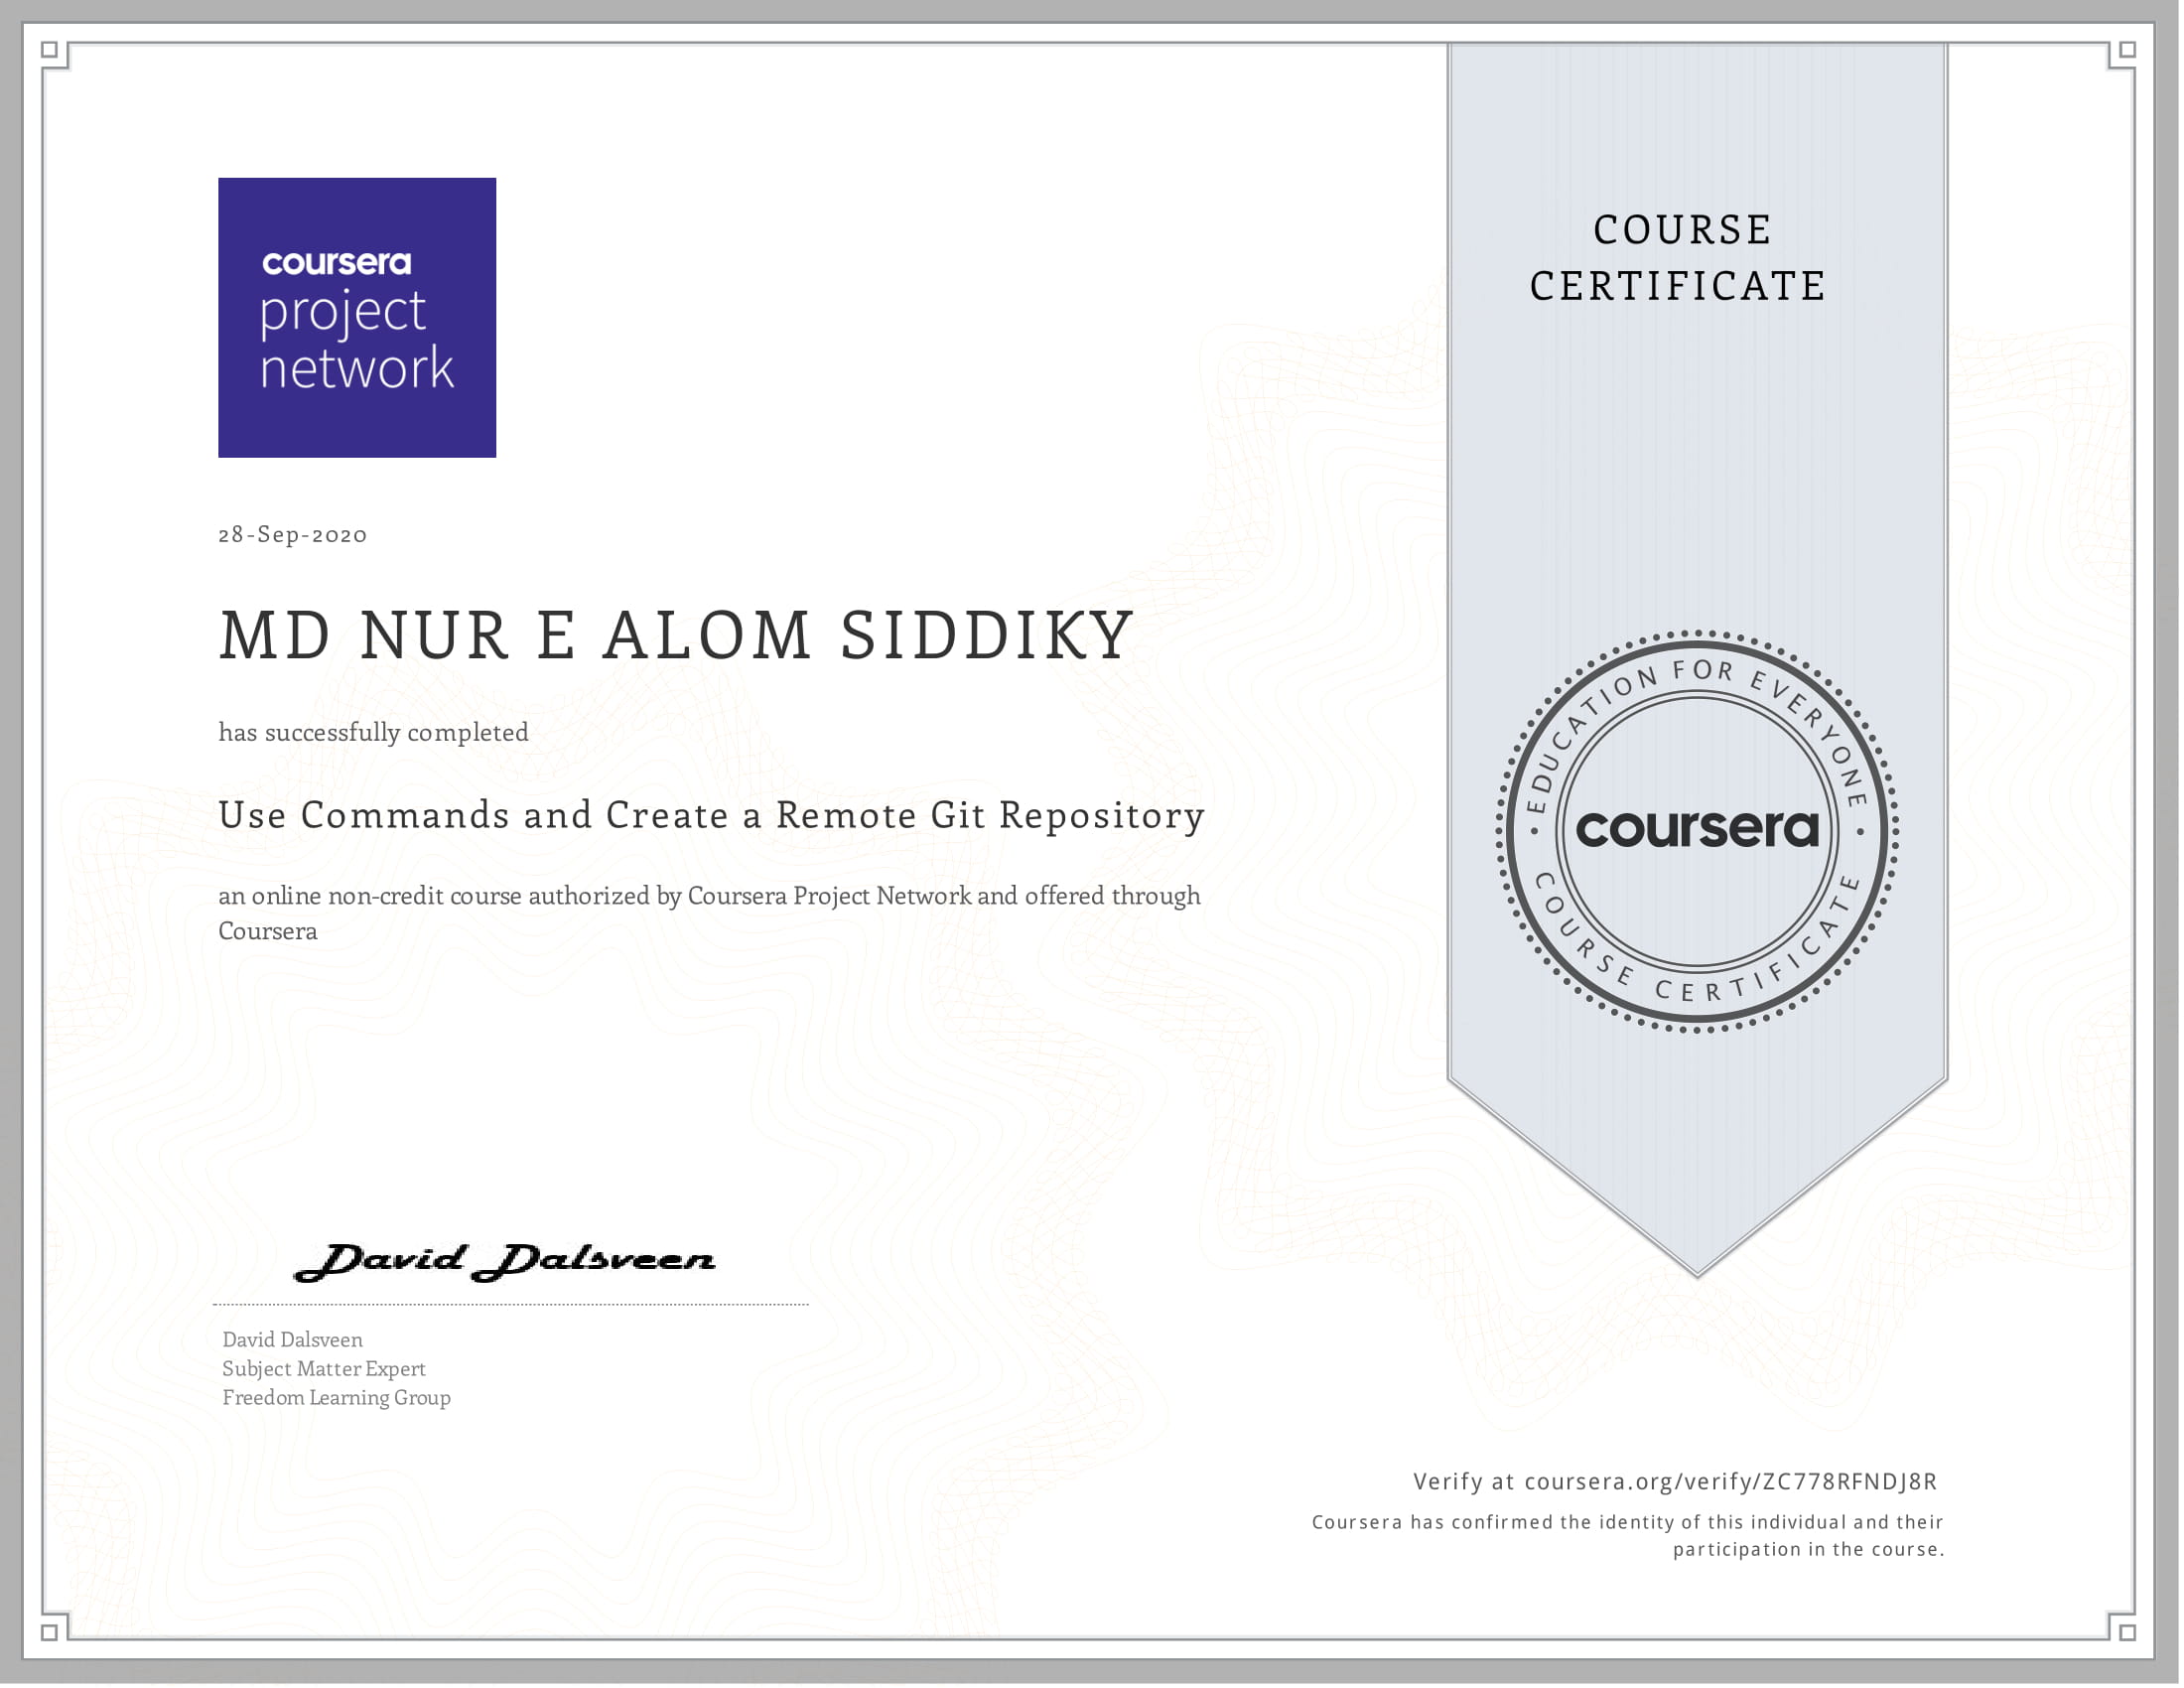 coursera
project
network
COURSE
CERTIFICATE
28-Sep-2020
MD NUR E ALOM SIDDIKY
has successfully completed
Use Commands and Create a Remote Git Repository
an online non-credit course authorized by Coursera Project Network and offered through
Coursera
EDUCATION FOR EVERYONE
coursera
COURSE CERTIFICATE
David Dalsveen
David Dalsveen
Subject Matter Expert
Freedom Learning Group
Verify at coursera.org/verify/ZC778RFNDJ8R
Coursera has confirmed the identity of this individual and their
participation in the course.